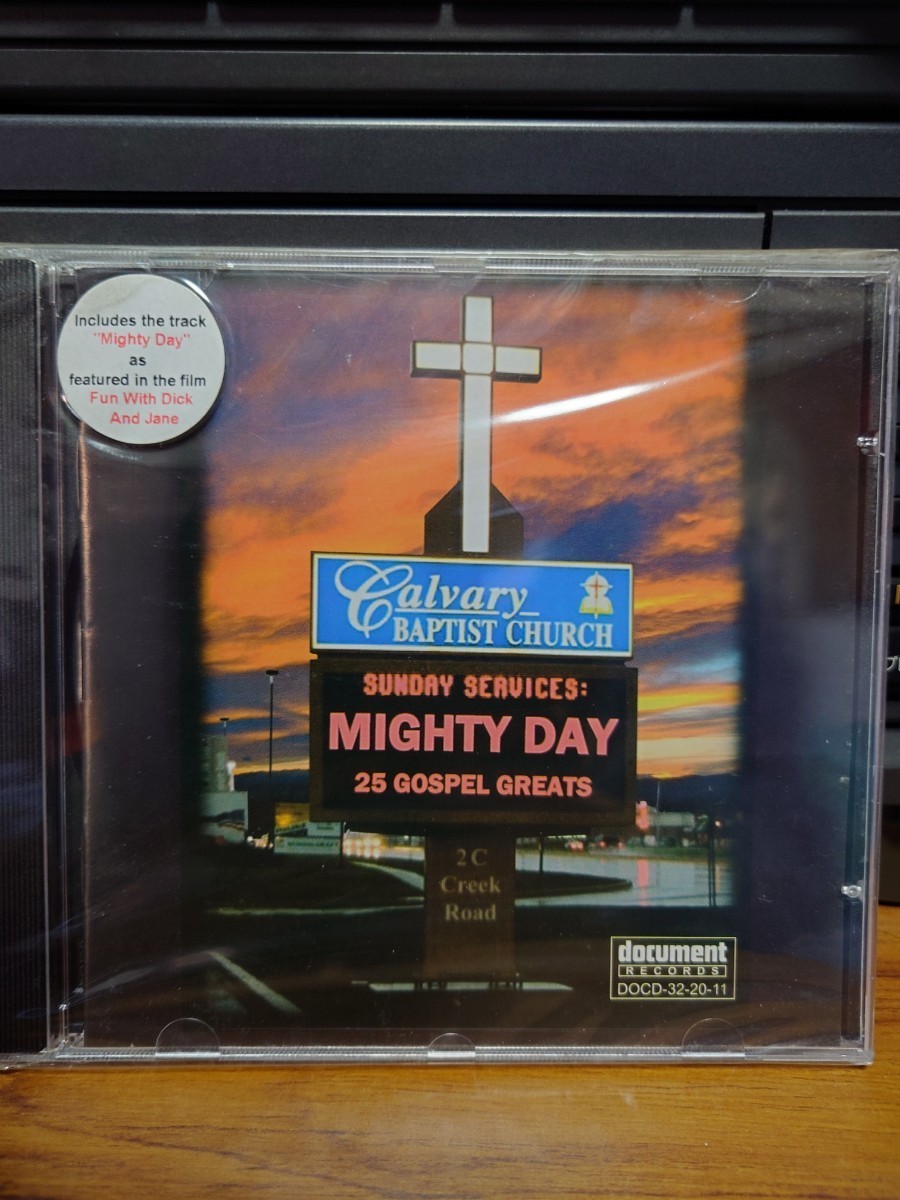 Includes the track
"Mighty Day"
as
featured in the film
Fun With Dick
And Jane
Calvary
BAPTIST CHURCH
SUNDAY SERVICES:
MIGHTY DAY
25 GOSPEL GREATS
2C
Creek
Road
document
RECORDS
DOCD-32-20-11